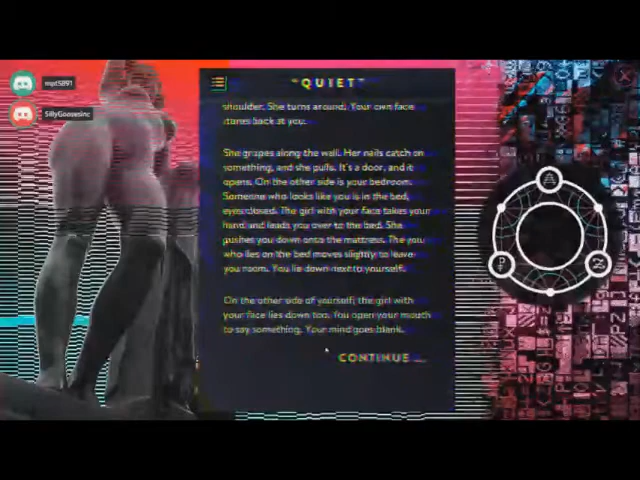 mpt5891
SillyGooseinc
"QUIET"
shoulder. She turns around. Your own face
stares back at you.
She gropes along the wall. Her nails catch on
something, and she pulls. It's a door, and it
opens. On the other side is your bedroom.
Someone who looks like you is in the bed,
eyes closed. The girl with your face takes your
hand and leads you over to the bed. She
pushes you down onto the mattress. The you
who lies on the bed moves slightly to leave
you room. You lie down next to yourself.
On the other side of yourself, the girl with
your face lies down too. You open your mouth
to say something. Your mind goes blank.
CONTINUE...